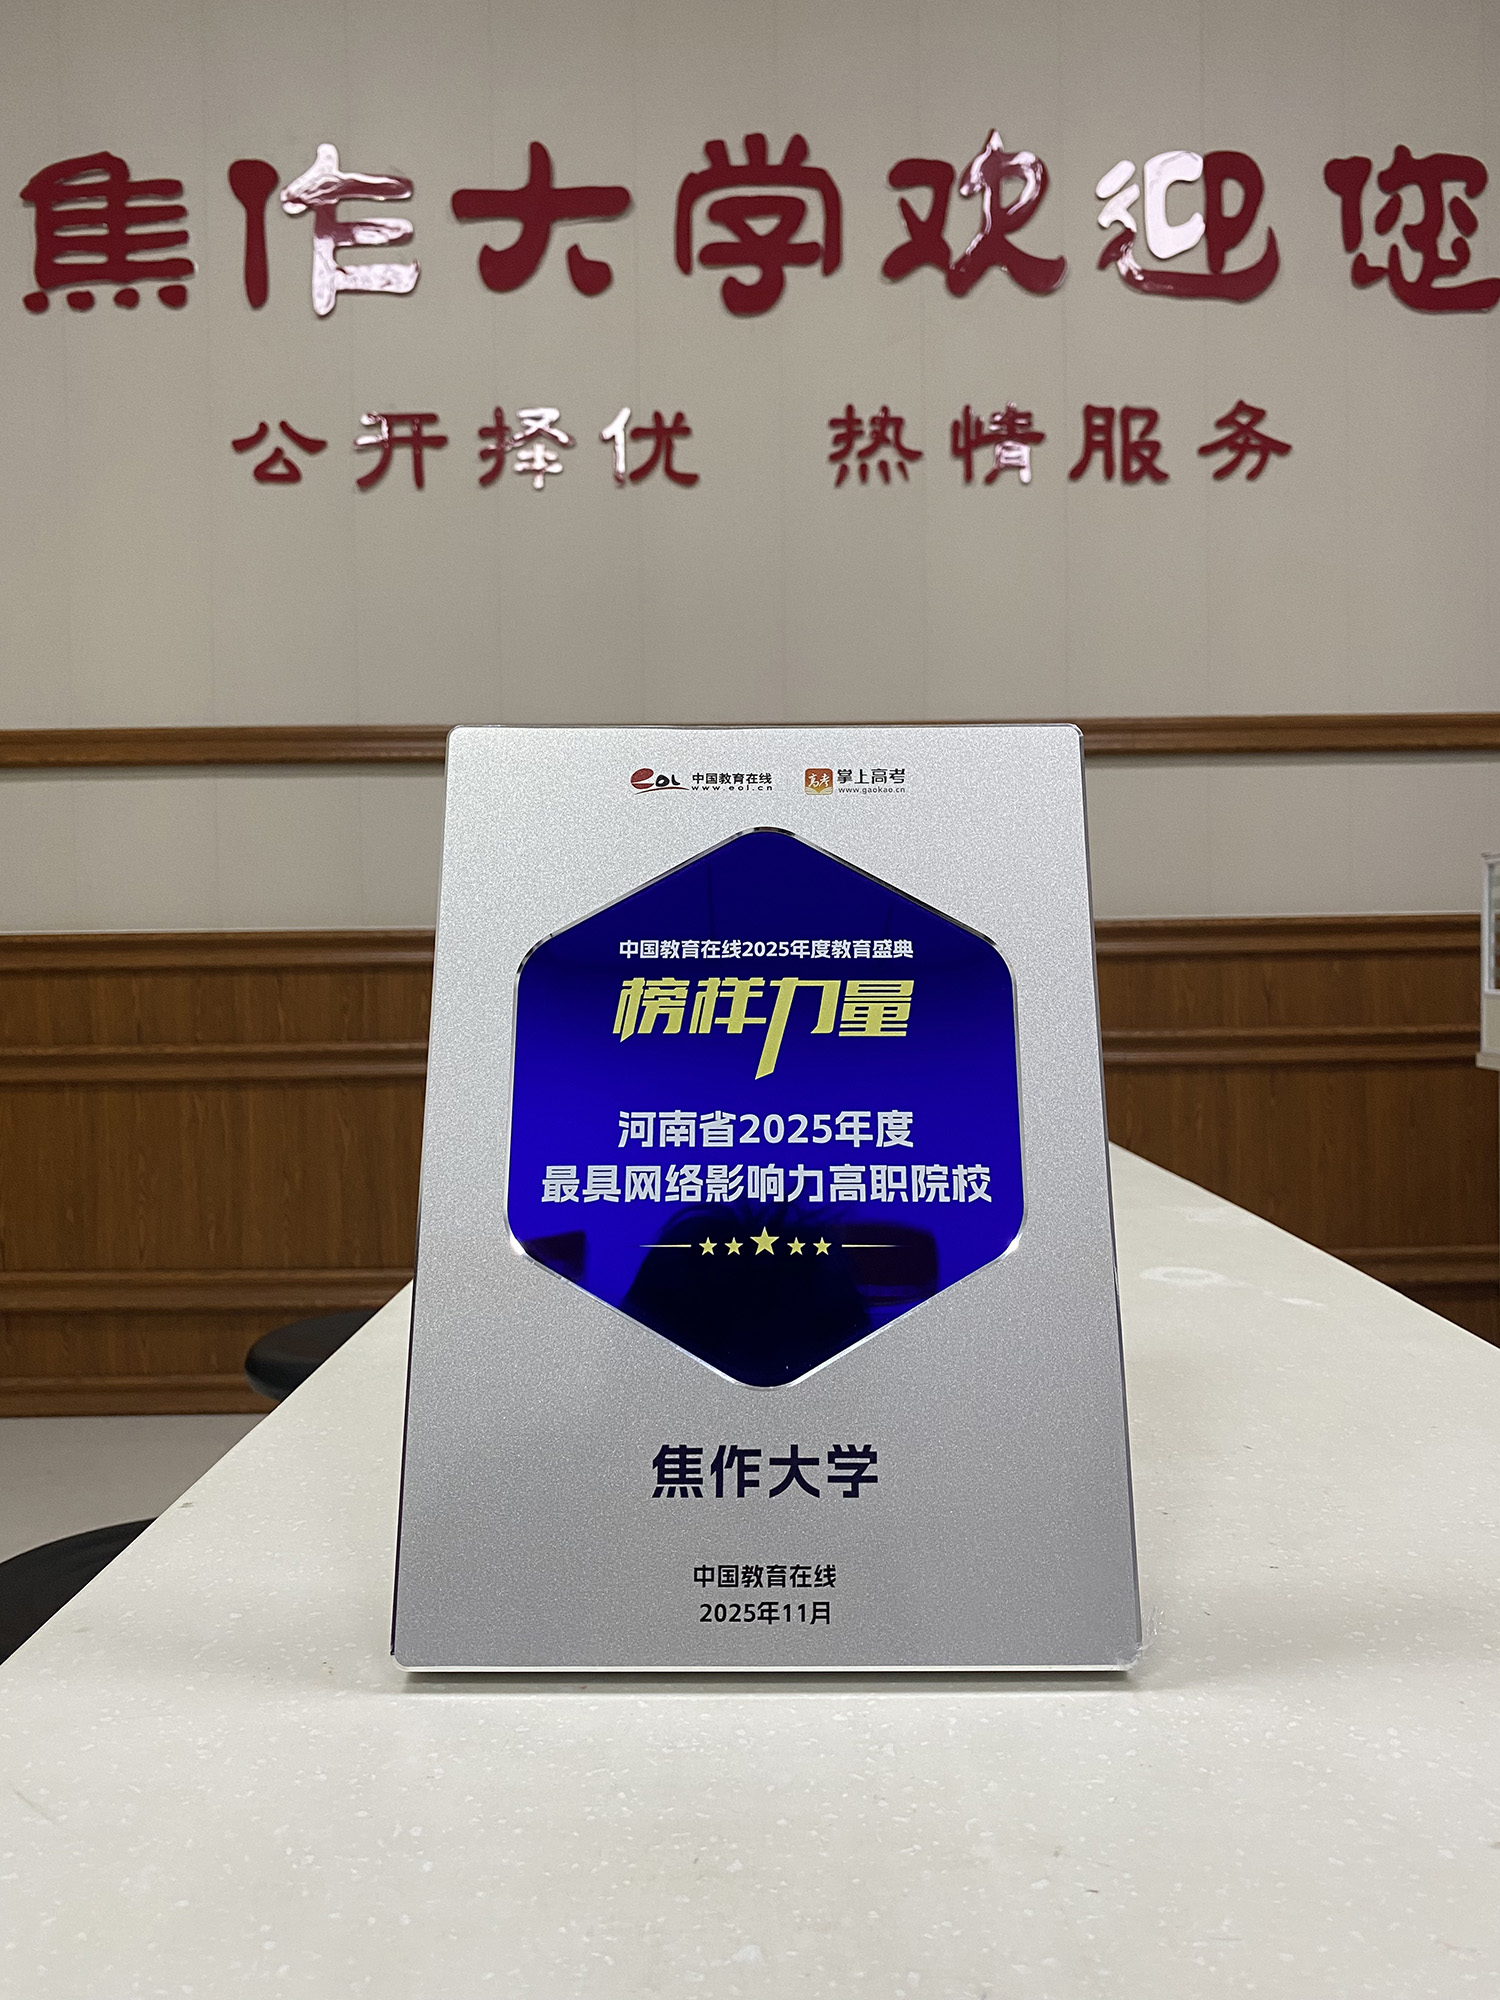 焦作大学欢迎您
公开择优 热情服务
eol 中国教育在线 高考 掌上高考
www.eol.cn www.gaokao.cn
中国教育在线2025年度教育盛典
榜样力量
河南省2025年度
最具网络影响力高职院校
焦作大学
中国教育在线
2025年11月